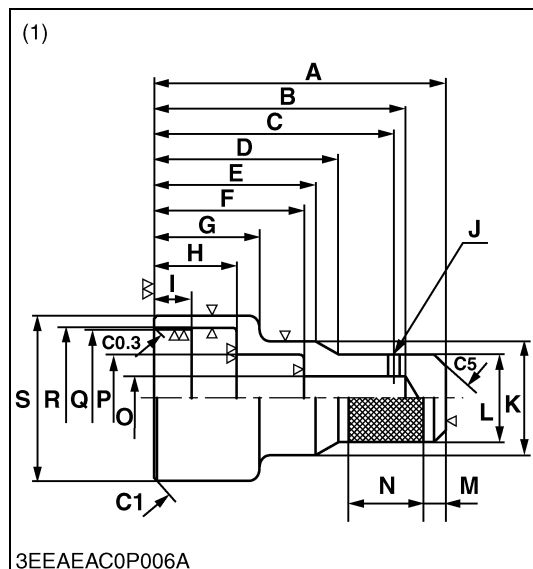 (1)
A
B
C
D
E
F
J
G
H
I
C0.3
C5
S R Q P O
L K
N M
C1
3EEAEAC0P006A